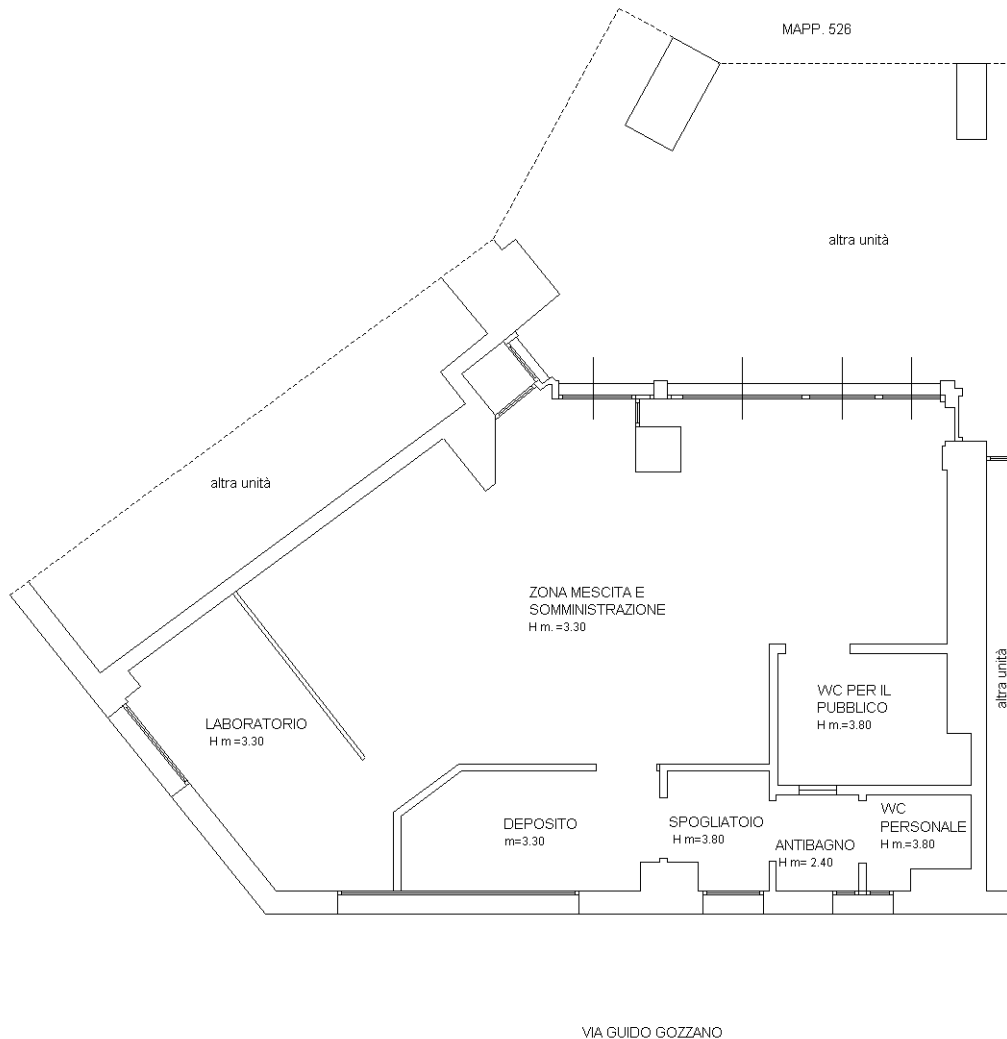 MAPP. 526
altra unità
altra unità
ZONA MESCITA E
SOMMINISTRAZIONE
H m. =3.30
altra unità
WC PER IL
PUBBLICO
H m.=3.80
LABORATORIO
H m =3.30
DEPOSITO
m=3.30
SPOGLIATOIO
H m=3.80
ANTIBAGNO
H m= 2.40
WC
PERSONALE
H m.=3.80
VIA GUIDO GOZZANO